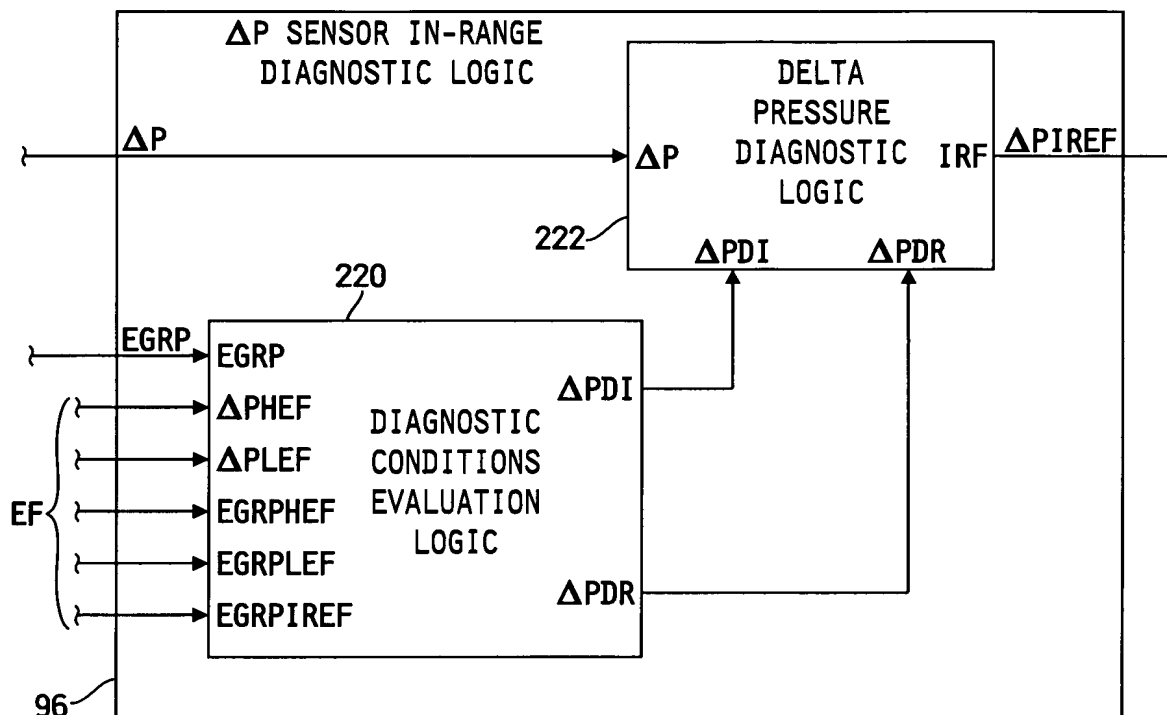 ΔP SENSOR IN-RANGE
DIAGNOSTIC LOGIC
DELTA
PRESSURE
DIAGNOSTIC
LOGIC
ΔP
ΔP
IRF
ΔPIREF
222
ΔPDI
ΔPDR
220
EGRP
EGRP
ΔPHEF
ΔPLEF
EGRPHEF
EGRPLEF
EGRPIREF
EF
DIAGNOSTIC
CONDITIONS
EVALUATION
LOGIC
ΔPDI
ΔPDR
96